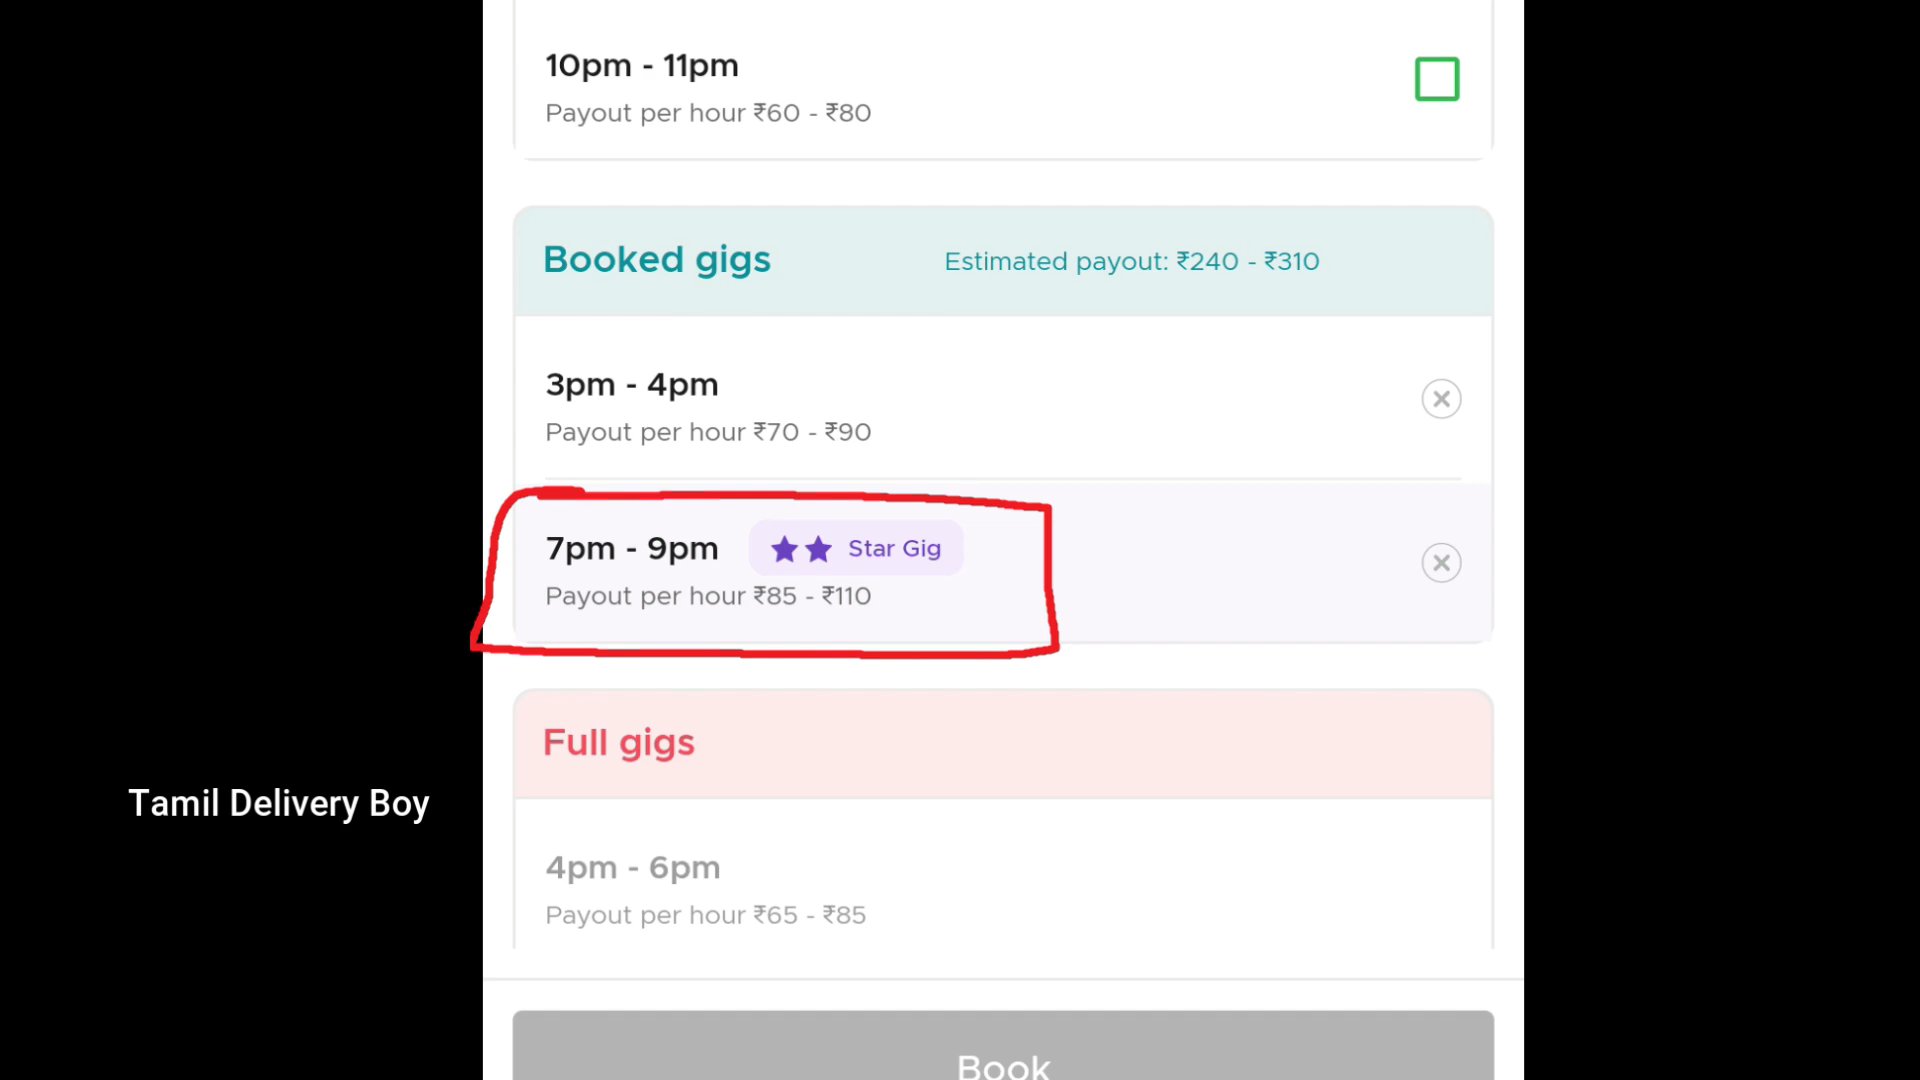 10pm - 11pm
Payout per hour ₹60 - ₹80
Booked gigs
Estimated payout: ₹240 - ₹310
3pm - 4pm
Payout per hour ₹70 - ₹90
7pm - 9pm
Star Gig
Payout per hour ₹85 - ₹110
Full gigs
Tamil Delivery Boy
4pm - 6pm
Payout per hour ₹65 - ₹85
Book